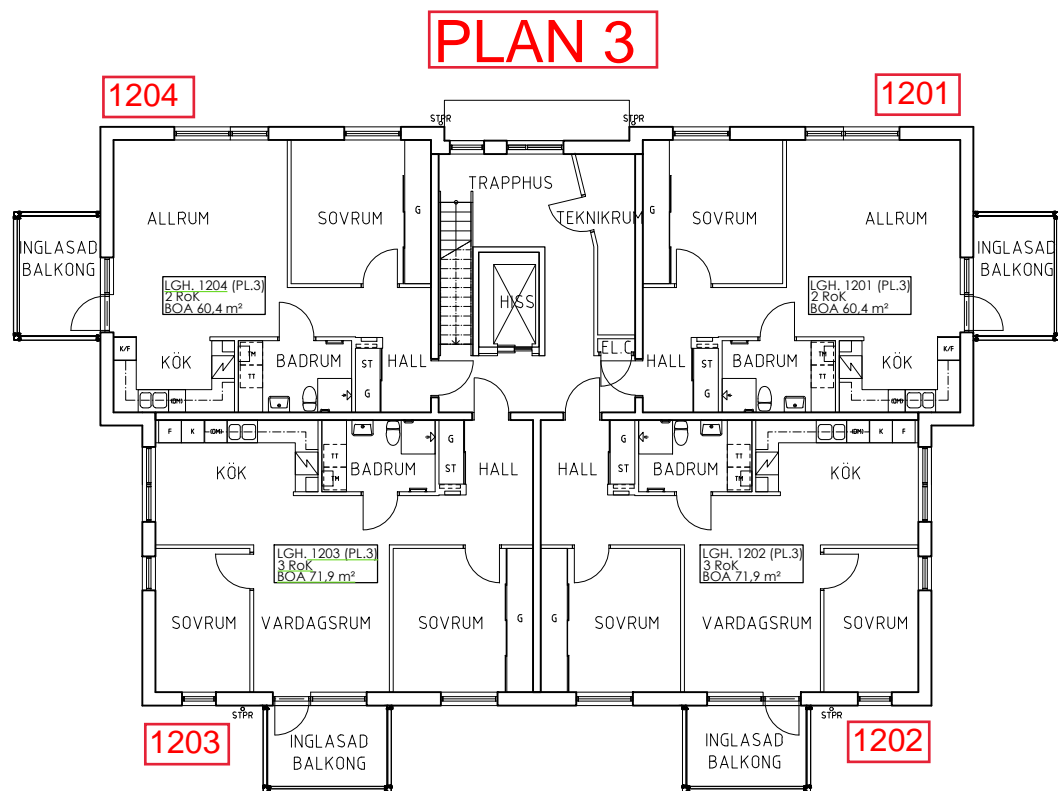 PLAN 3
1204
1201
STPR
STPR
TRAPPHUS
TEKNIKRUM
HISS
EL.C
ALLRUM
SOVRUM
G
INGLASAD
BALKONG
LGH. 1204 (PL.3)
2 RoK
BOA 60,4 m²
K/F
KÖK
(DM)
TM
TT
BADRUM
ST
G
HALL
G
SOVRUM
ALLRUM
INGLASAD
BALKONG
LGH. 1201 (PL.3)
2 RoK
BOA 60,4 m²
HALL
ST
G
BADRUM
TM
TT
KÖK
K/F
(DM)
F
K
(DM)
KÖK
TT
TM
BADRUM
G
ST
HALL
LGH. 1203 (PL.3)
3 RoK
BOA 71,9 m²
SOVRUM
VARDAGSRUM
SOVRUM
G
HALL
G
ST
BADRUM
TT
TM
KÖK
(DM)
K
F
LGH. 1202 (PL.3)
3 RoK
BOA 71,9 m²
G
SOVRUM
VARDAGSRUM
SOVRUM
STPR
STPR
1203
INGLASAD
BALKONG
INGLASAD
BALKONG
1202